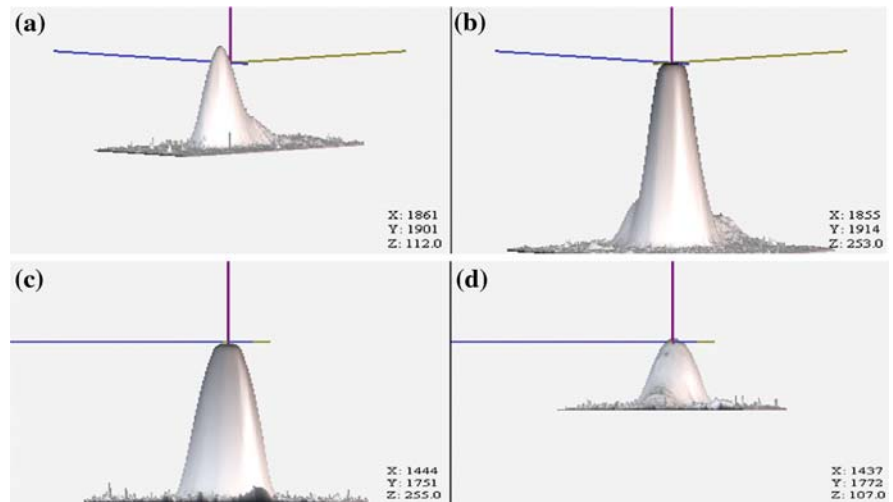 (a)
X: 1861
Y: 1901
Z: 112.0
(b)
X: 1855
Y: 1914
Z: 253.0
(c)
X: 1444
Y: 1751
Z: 255.0
(d)
X: 1437
Y: 1772
Z: 107.0